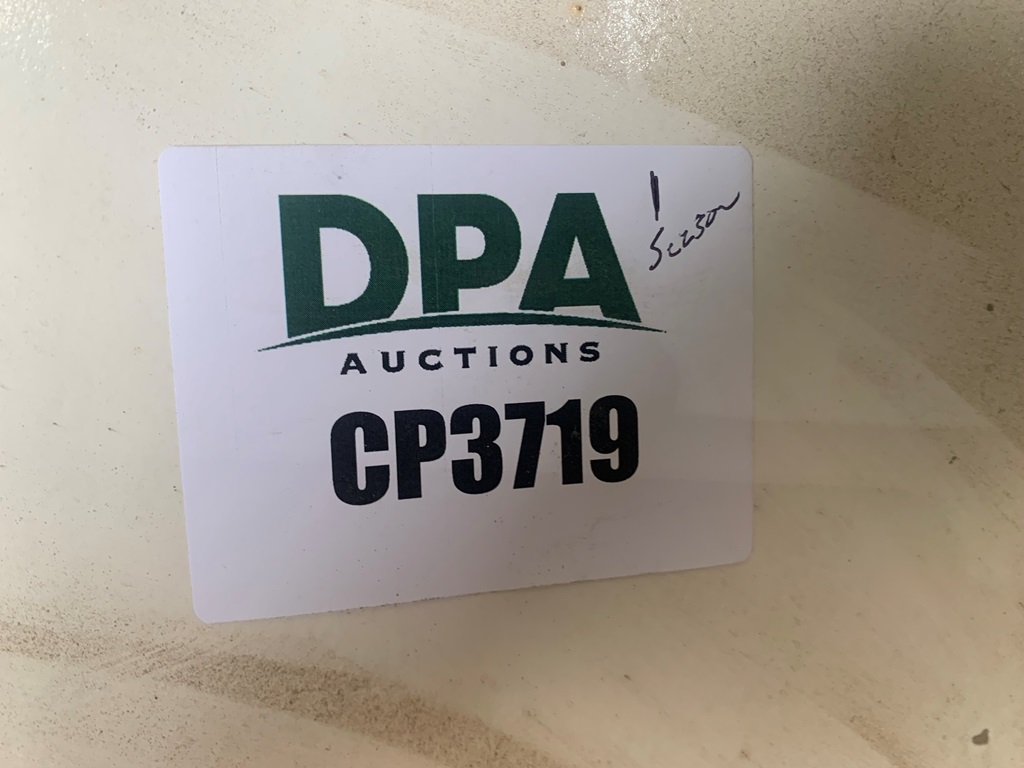 DPA
AUCTIONS
CP3719
1
Season